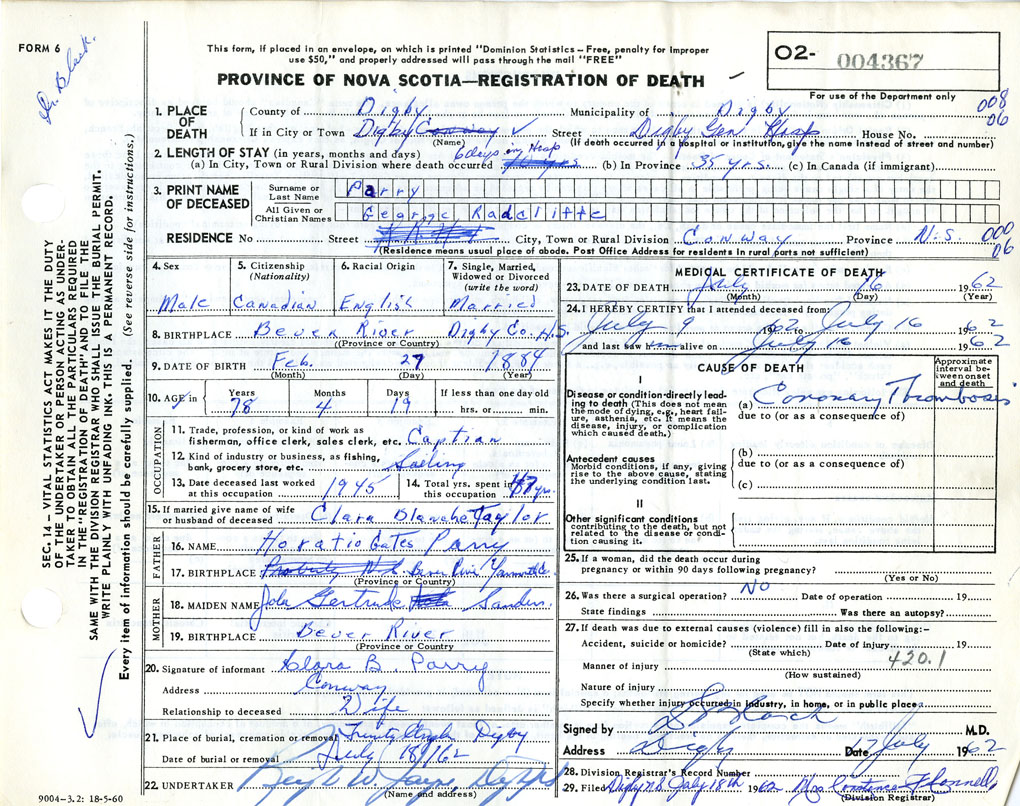 FORM 6
Dr. Black.
This form, if placed in an envelope, on which is printed "Dominion Statistics – Free, penalty for improper
use $50," and properly addressed will pass through the mail "FREE"
PROVINCE OF NOVA SCOTIA—REGISTRATION OF DEATH
O2- 004367
For use of the Department only
008
06
1. PLACE OF DEATH
County of Digby Municipality of Digby
If in City or Town Digby Conway Street Digby Gen Hosp House No.
(Name) (If death occurred in a hospital or institution, give the name instead of street and number)
2. LENGTH OF STAY (in years, months and days) 6 days in Hosp
(a) In City, Town or Rural Division where death occurred (b) In Province 35 yrs. (c) In Canada (if immigrant)
3. PRINT NAME OF DECEASED
Surname or Last Name Parry
All Given or Christian Names George Radcliffe
RESIDENCE No Street City, Town or Rural Division Conway Province N.S. 000
(Residence means usual place of abode. Post Office Address for residents in rural parts not sufficient) 06
4. Sex 5. Citizenship (Nationality) 6. Racial Origin 7. Single, Married, Widowed or Divorced (write the word)
Male Canadian English Married
8. BIRTHPLACE Bever River Digby Co. N.S.
(Province or County)
9. DATE OF BIRTH Feb. 27 1884
(Month) (Day) (Year)
10. AGE in Years Months Days If less than one day old
78 4 19 hrs. or min.
OCCUPATION
11. Trade, profession, or kind of work as
fisherman, office clerk, sales clerk, etc. Captian
12. Kind of industry or business, as fishing,
bank, grocery store, etc. Sailing
13. Date deceased last worked
at this occupation 1945
14. Total yrs. spent in
this occupation yrs.
15. If married give name of wife
or husband of deceased Clara Blanche Taylor
FATHER
16. NAME Horatio Gates Parry
17. BIRTHPLACE Bever River Yarmouth Co.
(Province or Country)
MOTHER
18. MAIDEN NAME Gertrude Sanders
19. BIRTHPLACE Bever River
(Province or Country)
20. Signature of informant Clara B. Parry
Address Conway
Relationship to deceased Wife
21. Place of burial, cremation or removal Trinity Digby
Date of burial or removal July 18/62
22. UNDERTAKER W. Jayne, Digby
(Name and address)
9004–3.2: 18-5-60
MEDICAL CERTIFICATE OF DEATH
23. DATE OF DEATH July 16 1962
(Month) (Day) (Year)
24. I HEREBY CERTIFY that I attended deceased from
July 9 1962 to July 16 1962
and last saw him alive on July 16 1962
CAUSE OF DEATH
Approximate interval between onset and death
I
Disease or condition directly leading
to death (This does not mean
the mode of dying, e.g., heart failure,
asthenia, etc. It means the
disease, injury, or complication
which caused death.)
(a) Coronary Thrombosis
due to (or as a consequence of)
Antecedent causes
Morbid conditions, if any, giving
rise to the above cause, stating
the underlying condition last.
(b)
due to (or as a consequence of)
(c)
II
Other significant conditions
contributing to the death, but not
related to the disease or condition
causing it.
25. If a woman, did the death occur during
pregnancy or within 90 days following pregnancy?
(Yes or No)
26. Was there a surgical operation? NO Date of operation 19
State findings Was there an autopsy?
27. If death was due to external causes (violence) fill in also the following:–
Accident, suicide or homicide? Date of injury 19
(State which) 420.1
Manner of injury
(How sustained)
Nature of injury
Specify whether injury occurred in industry, in home, or in public place
Signed by Black M.D.
Address Digby Date 17 July 1962
28. Division Registrar's Record Number
29. Filed Digby N.S. July 18th 1962 Mrs. Constance F. Connell
(Division Registrar)
SEC. 14 – VITAL STATISTICS ACT MAKES IT THE DUTY
OF THE UNDERTAKER OR PERSON ACTING AS UNDERTAKER
TO OBTAIN ALL THE PARTICULARS REQUIRED
IN THE "REGISTRATION OF DEATH" AND TO FILE THE
SAME WITH THE DIVISION REGISTRAR WHO SHALL ISSUE THE BURIAL PERMIT.
WRITE PLAINLY WITH UNFADING INK. THIS IS A PERMANENT RECORD.
Every item of information should be carefully supplied. (See reverse side for instructions.)